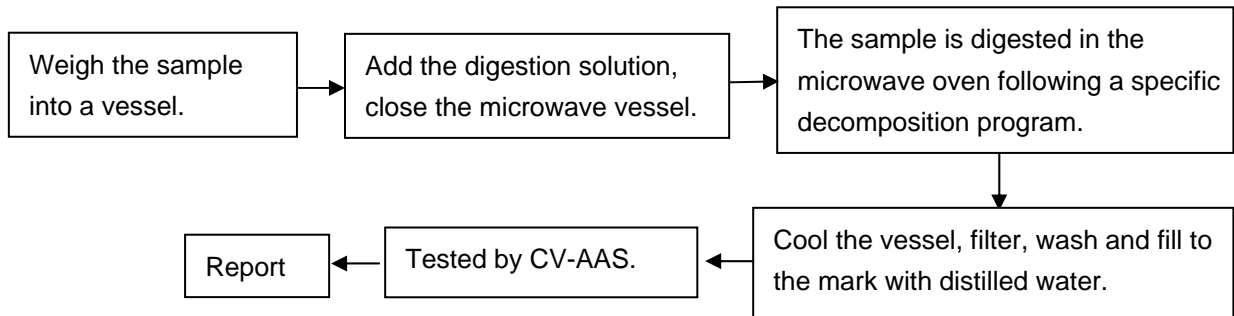 Weigh the sample
into a vessel.
Add the digestion solution,
close the microwave vessel.
The sample is digested in the
microwave oven following a specific
decomposition program.
Cool the vessel, filter, wash and fill to
the mark with distilled water.
Tested by CV-AAS.
Report